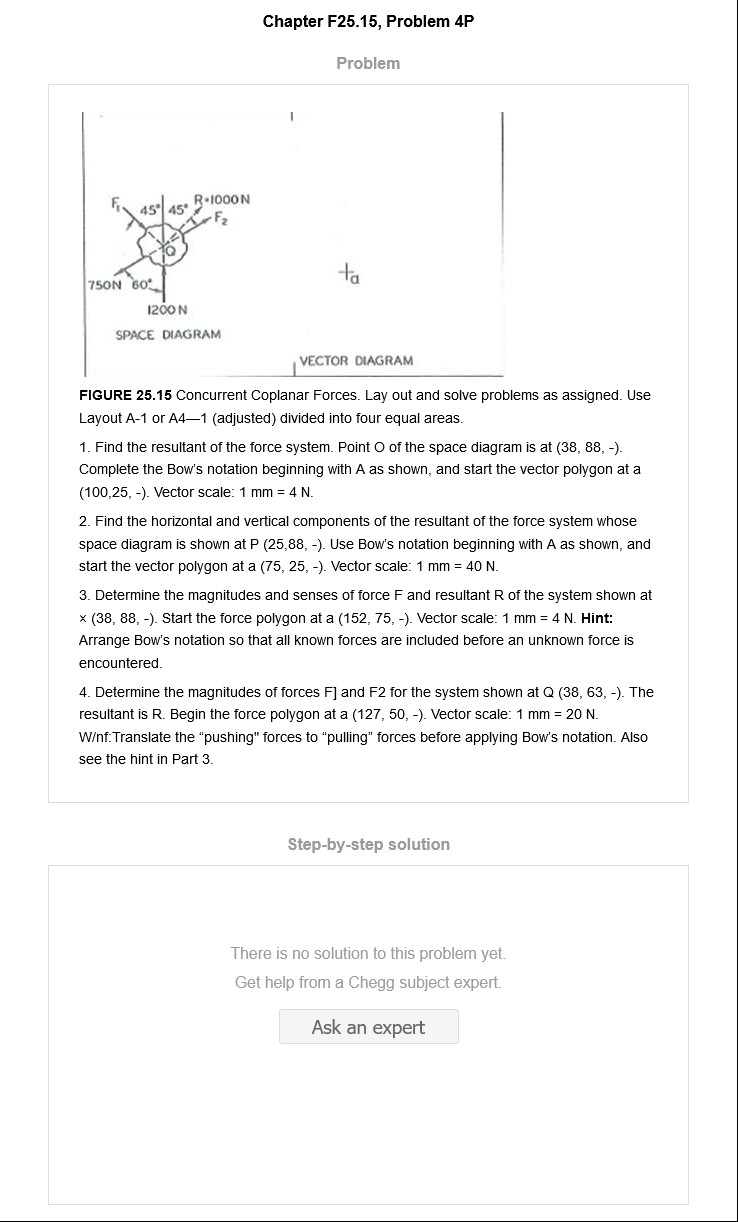 Chapter F25.15, Problem 4P
Problem
F₁ 45° 45° R=1000N
F₂
Q
750N 60°
1200N
a
SPACE DIAGRAM
VECTOR DIAGRAM
FIGURE 25.15 Concurrent Coplanar Forces. Lay out and solve problems as assigned. Use
Layout A-1 or A4—1 (adjusted) divided into four equal areas.
1. Find the resultant of the force system. Point O of the space diagram is at (38, 88, -).
Complete the Bow's notation beginning with A as shown, and start the vector polygon at a
(100,25, -). Vector scale: 1 mm = 4 N.
2. Find the horizontal and vertical components of the resultant of the force system whose
space diagram is shown at P (25,88, -). Use Bow's notation beginning with A as shown, and
start the vector polygon at a (75, 25, -). Vector scale: 1 mm = 40 N.
3. Determine the magnitudes and senses of force F and resultant R of the system shown at
× (38, 88, -). Start the force polygon at a (152, 75, -). Vector scale: 1 mm = 4 N. Hint:
Arrange Bow's notation so that all known forces are included before an unknown force is
encountered.
4. Determine the magnitudes of forces F] and F2 for the system shown at Q (38, 63, -). The
resultant is R. Begin the force polygon at a (127, 50, -). Vector scale: 1 mm = 20 N.
W/nf:Translate the “pushing" forces to “pulling” forces before applying Bow's notation. Also
see the hint in Part 3.
Step-by-step solution
There is no solution to this problem yet.
Get help from a Chegg subject expert.
Ask an expert